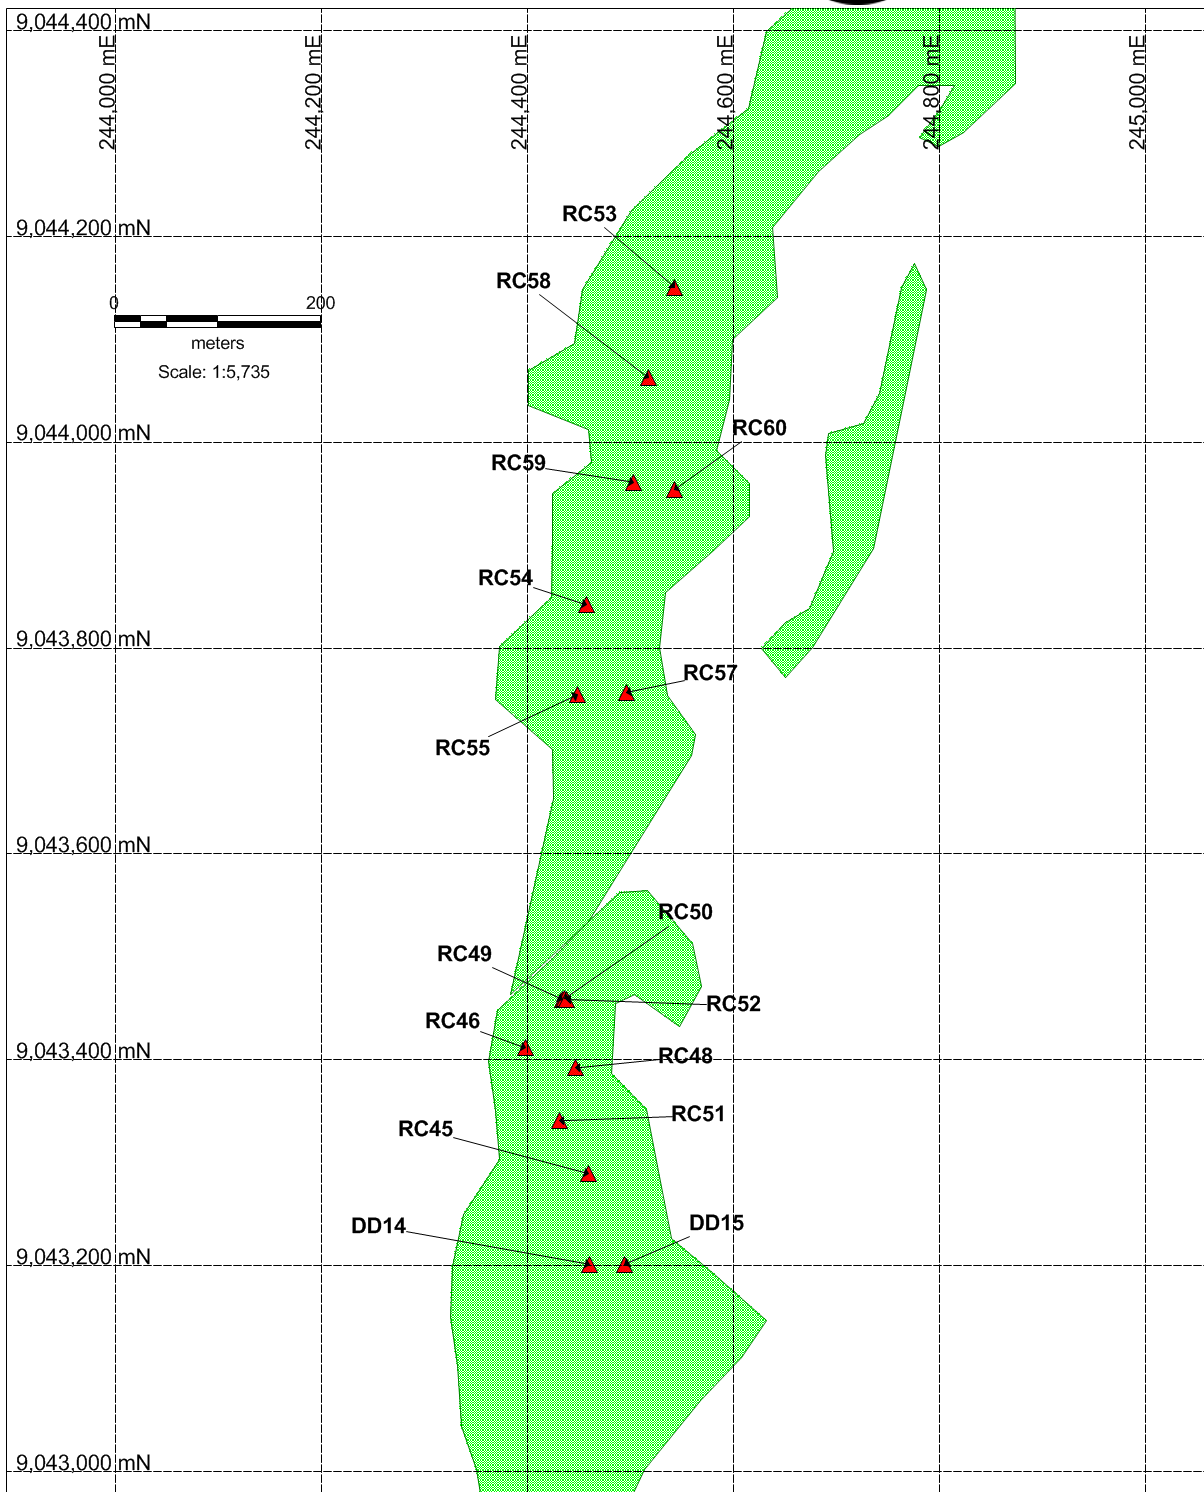 9,044,400 mN
244,000 mE
244,200 mE
244,400 mE
244,600 mE
244,800 mE
245,000 mE
RC53
9,044,200 mN
RC58
0 200
meters
Scale: 1:5,735
RC60
9,044,000 mN
RC59
RC54
9,043,800 mN
RC57
RC55
9,043,600 mN
RC50
RC49
RC52
RC46
9,043,400 mN
RC48
RC51
RC45
DD14
DD15
9,043,200 mN
9,043,000 mN